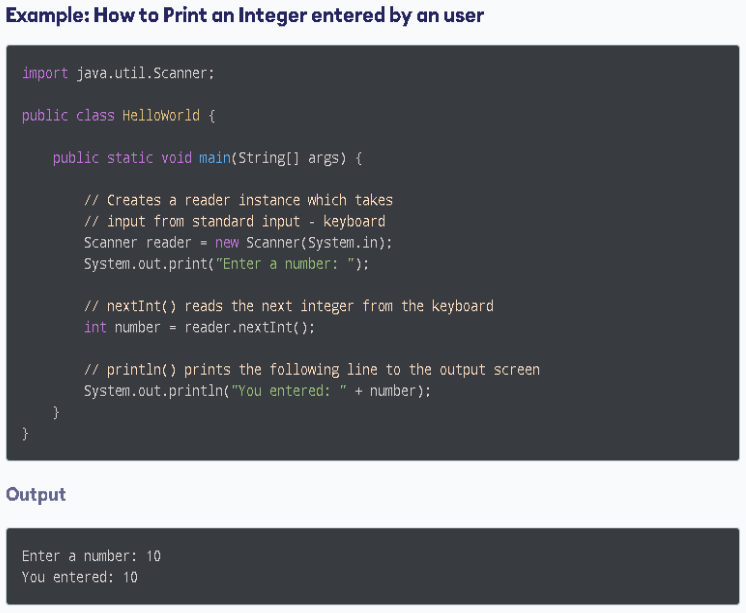 Example: How to Print an Integer entered by an user
import java.util.Scanner;
public class HelloWorld {
public static void main(String[] args) {
// Creates a reader instance which takes
// input from standard input - keyboard
Scanner reader = new Scanner(System.in);
System.out.print("Enter a number: ");
// nextInt() reads the next integer from the keyboard
int number = reader.nextInt();
// println() prints the following line to the output screen
System.out.println("You entered: " + number);
}
}
Output
Enter a number: 10
You entered: 10